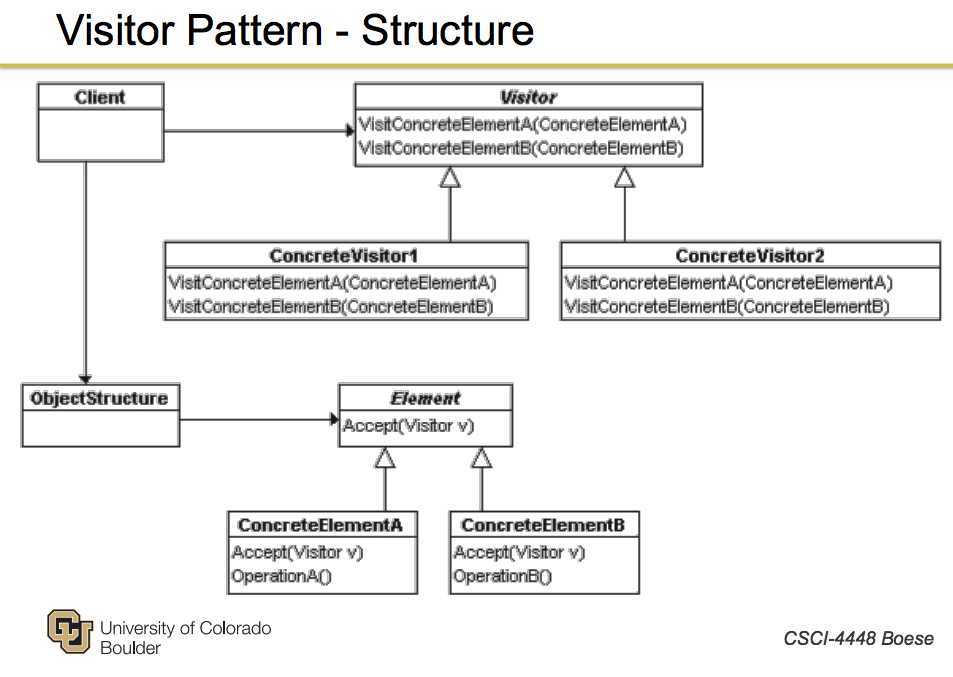 Visitor Pattern - Structure
Client
Visitor
VisitConcreteElementA(ConcreteElementA)
VisitConcreteElementB(ConcreteElementB)
ConcreteVisitor1
VisitConcreteElementA(ConcreteElementA)
VisitConcreteElementB(ConcreteElementB)
ConcreteVisitor2
VisitConcreteElementA(ConcreteElementA)
VisitConcreteElementB(ConcreteElementB)
ObjectStructure
Element
Accept(Visitor v)
ConcreteElementA
Accept(Visitor v)
OperationA()
ConcreteElementB
Accept(Visitor v)
OperationB()
CU
University of Colorado
Boulder
CSCI-4448 Boese